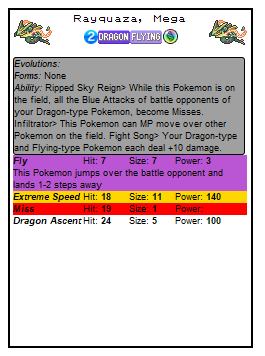 Rayquaza, Mega
2 DRAGON FLYING
Evolutions:
Forms: None
Ability: Ripped Sky Reign> While this Pokemon is on
the field, all the Blue Attacks of battle opponents of
your Dragon-type Pokemon, become Misses.
Infiltrator> This Pokemon can MP move over other
Pokemon on the field. Fight Song> Your Dragon-type
and Flying-type Pokemon each deal +10 damage.
Fly Hit: 7 Size: 7 Power: 3
This Pokemon jumps over the battle opponent and
lands 1-2 steps away
Extreme Speed Hit: 18 Size: 11 Power: 140
Miss Hit: 19 Size: 1 Power:
Dragon Ascent Hit: 24 Size: 5 Power: 100